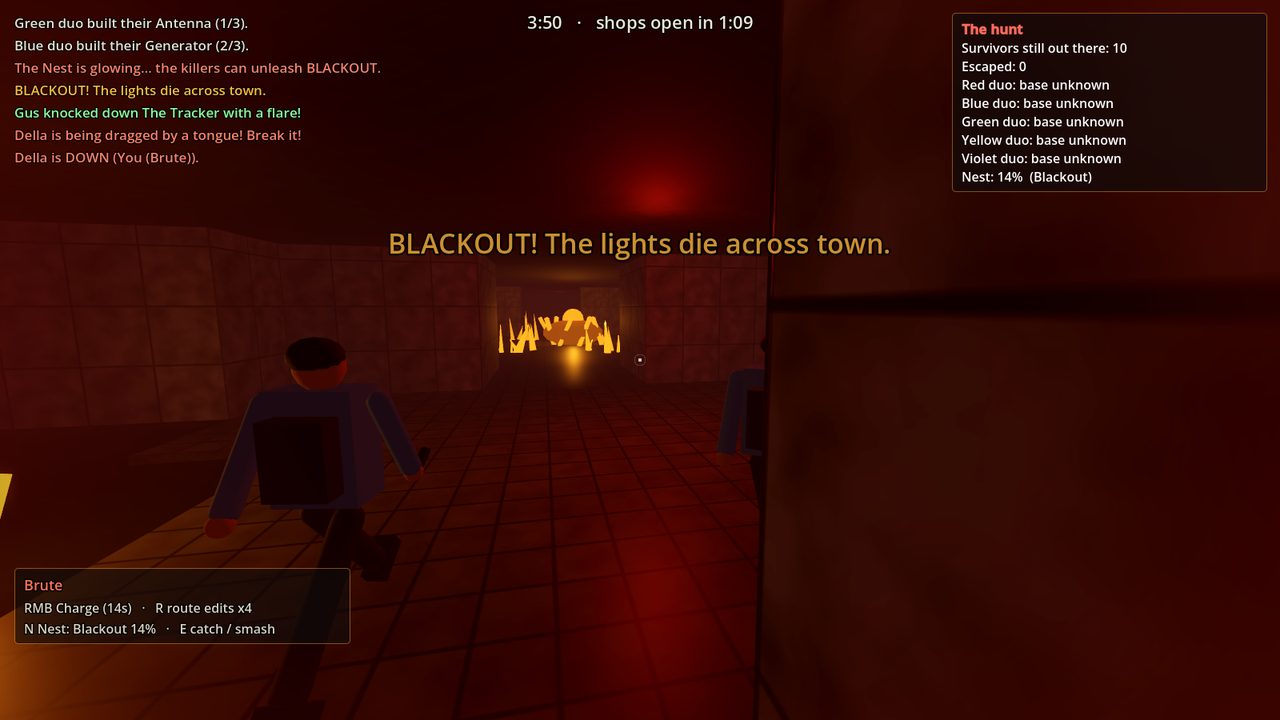 Green duo built their Antenna (1/3).
Blue duo built their Generator (2/3).
The Nest is glowing... the killers can unleash BLACKOUT.
BLACKOUT! The lights die across town.
Gus knocked down The Tracker with a flare!
Della is being dragged by a tongue! Break it!
Della is DOWN (You (Brute)).
3:50 · shops open in 1:09
The hunt
Survivors still out there: 10
Escaped: 0
Red duo: base unknown
Blue duo: base unknown
Green duo: base unknown
Yellow duo: base unknown
Violet duo: base unknown
Nest: 14% (Blackout)
BLACKOUT! The lights die across town.
Brute
RMB Charge (14s) · R route edits x4
N Nest: Blackout 14% · E catch / smash